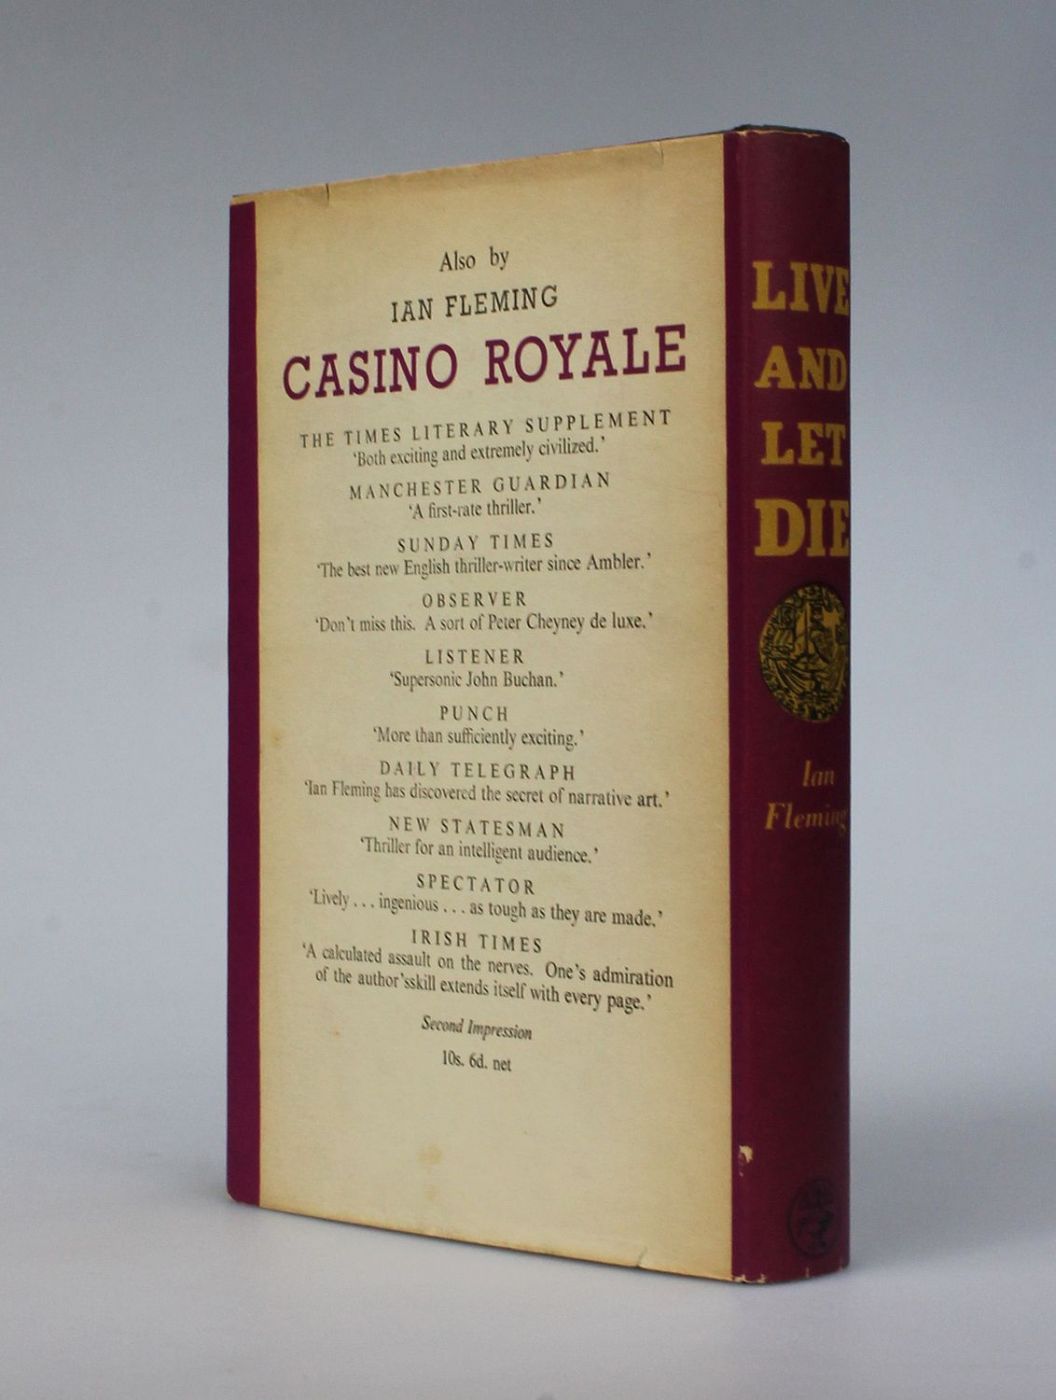 Also by
IAN FLEMING
CASINO ROYALE
THE TIMES LITERARY SUPPLEMENT
‘Both exciting and extremely civilized.’
MANCHESTER GUARDIAN
‘A first-rate thriller.’
SUNDAY TIMES
‘The best new English thriller-writer since Ambler.’
OBSERVER
‘Don’t miss this. A sort of Peter Cheyney de luxe.’
LISTENER
‘Supersonic John Buchan.’
PUNCH
‘More than sufficiently exciting.’
DAILY TELEGRAPH
‘Ian Fleming has discovered the secret of narrative art.’
NEW STATESMAN
‘Thriller for an intelligent audience.’
SPECTATOR
‘Lively . . . ingenious . . . as tough as they are made.’
IRISH TIMES
‘A calculated assault on the nerves. One’s admiration
of the author’sskill extends itself with every page.’
Second Impression
10s. 6d. net
LIVE
AND
LET
DIE
Ian
Fleming